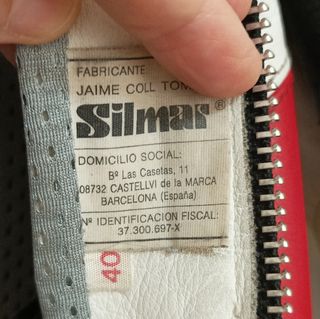 FABRICANTE
JAIME COLL
Silmar®
DOMICILIO SOCIAL:
Bº Las Casetas, 11
08732 CASTELLVI de la MARCA
BARCELONA (España)
Nº IDENTIFICACION FISCAL:
37.300.697-X
40